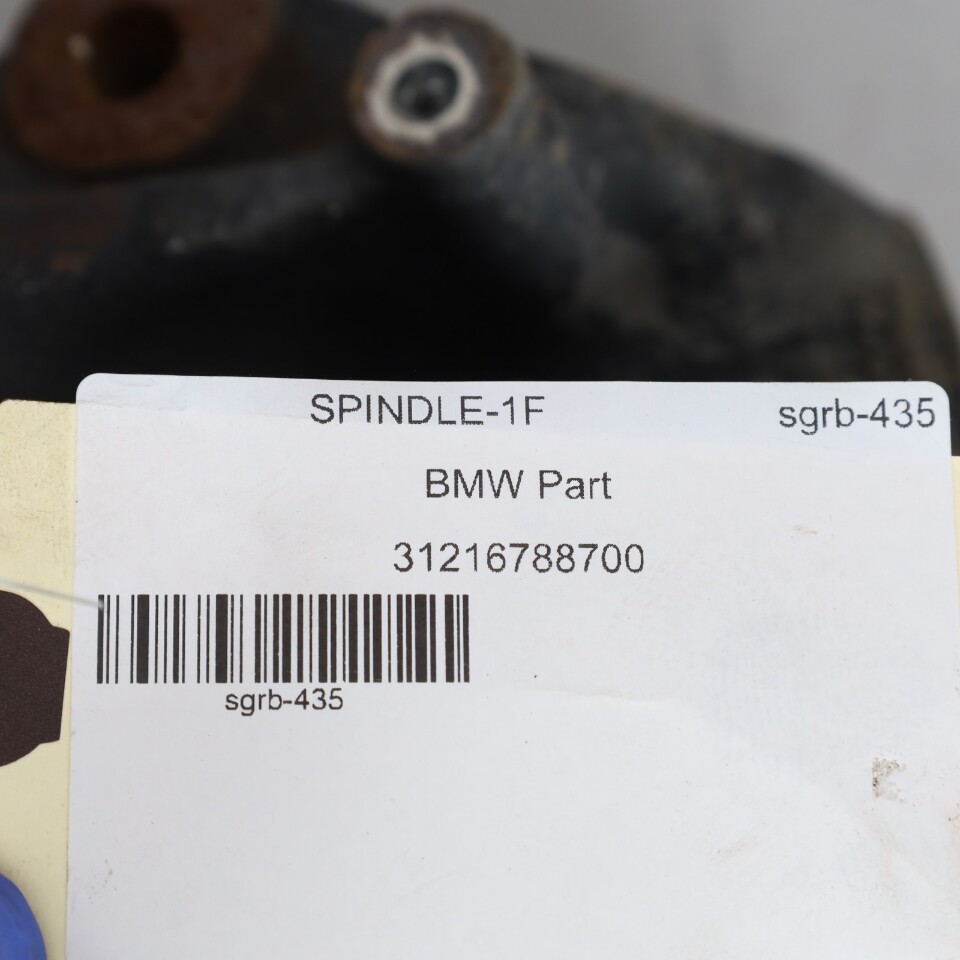 SPINDLE-1F sgrb-435
BMW Part
31216788700
sgrb-435